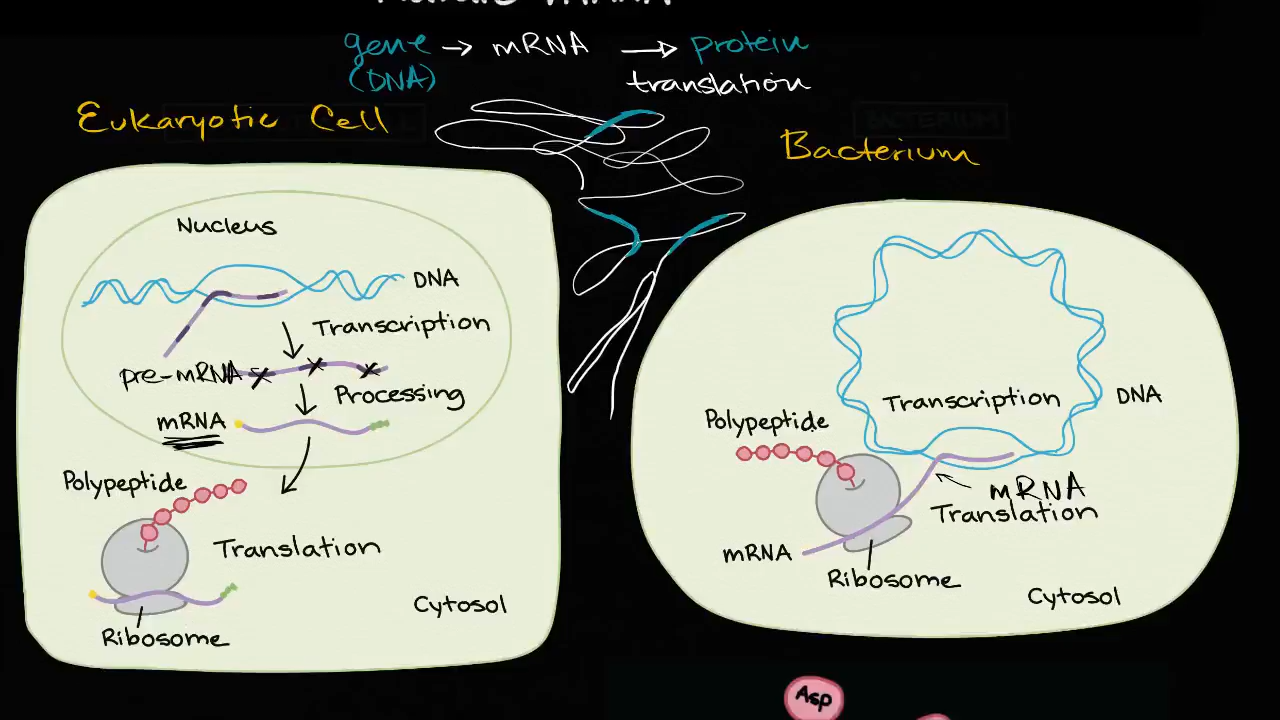 gene → mRNA → protein
(DNA) translation
Eukaryotic Cell
Bacterium
Nucleus
DNA
Transcription
pre-mRNA
Processing
mRNA
Polypeptide
Translation
Cytosol
Ribosome
Transcription
DNA
Polypeptide
mRNA
Translation
mRNA
Ribosome
Cytosol
Asp